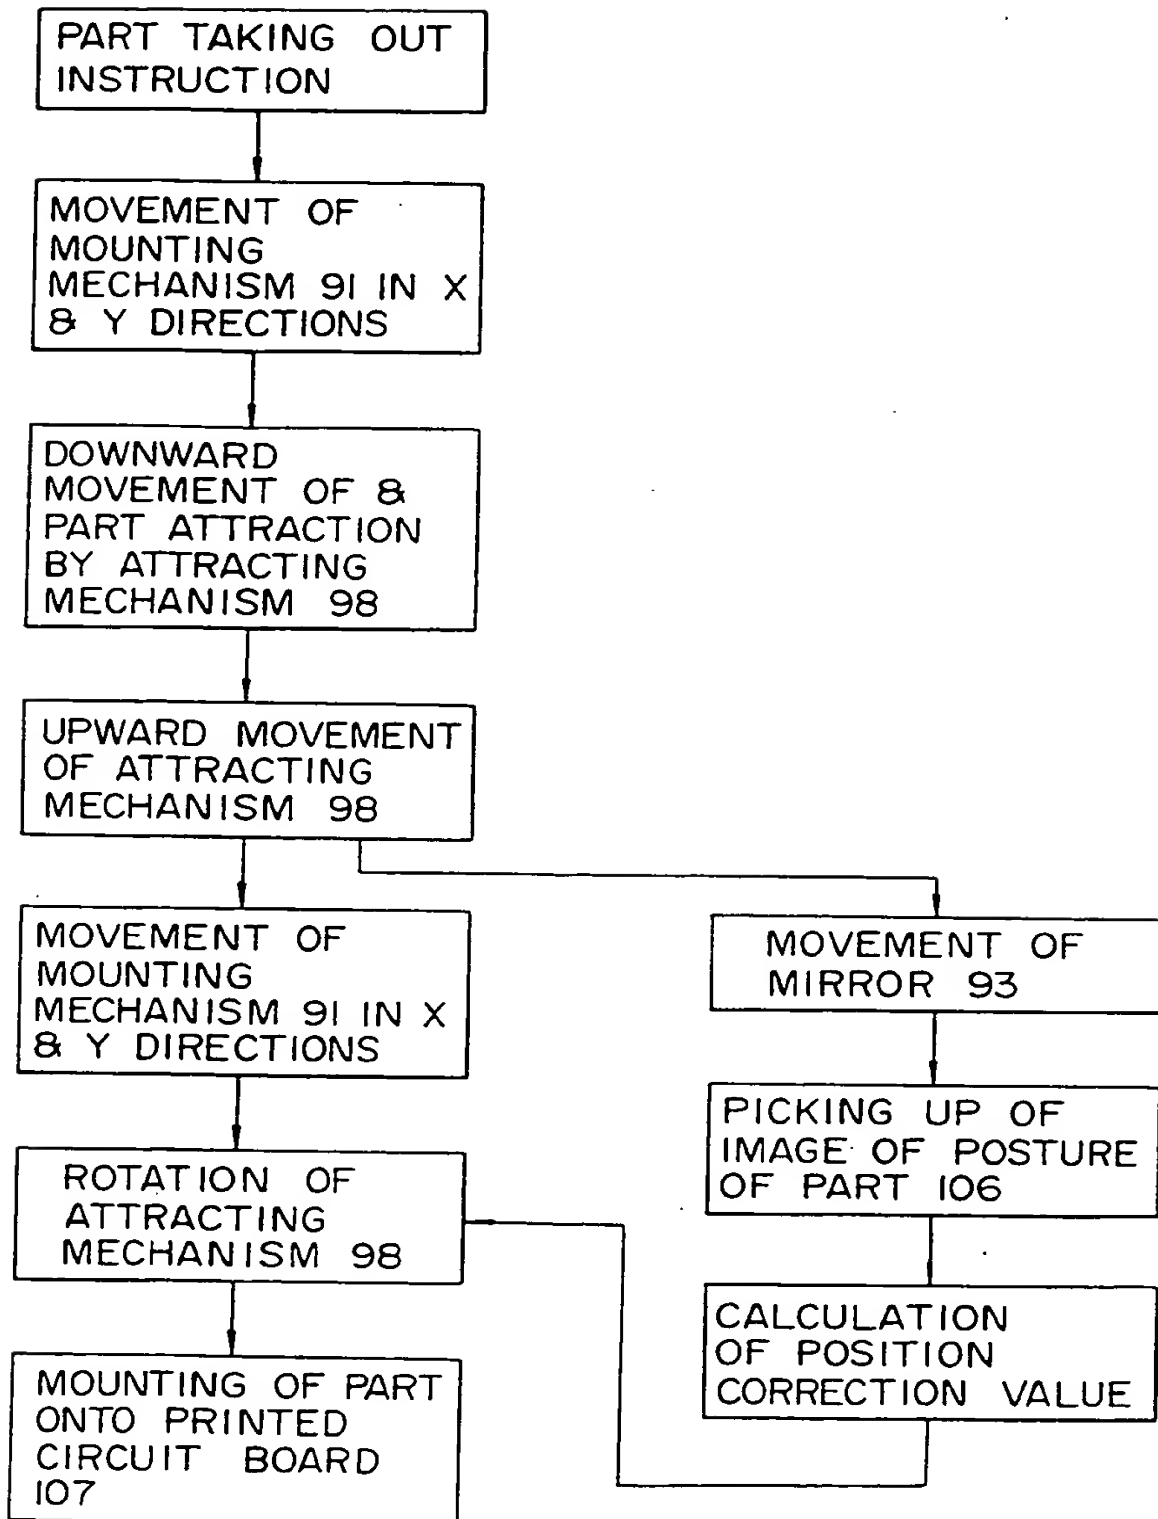 PART TAKING OUT
INSTRUCTION
MOVEMENT OF
MOUNTING
MECHANISM 91 IN X
& Y DIRECTIONS
DOWNWARD
MOVEMENT OF &
PART ATTRACTION
BY ATTRACTING
MECHANISM 98
UPWARD MOVEMENT
OF ATTRACTING
MECHANISM 98
MOVEMENT OF
MOUNTING
MECHANISM 91 IN X
& Y DIRECTIONS
ROTATION OF
ATTRACTING
MECHANISM 98
MOUNTING OF PART
ONTO PRINTED
CIRCUIT BOARD
107
MOVEMENT OF
MIRROR 93
PICKING UP OF
IMAGE OF POSTURE
OF PART 106
CALCULATION
OF POSITION
CORRECTION VALUE